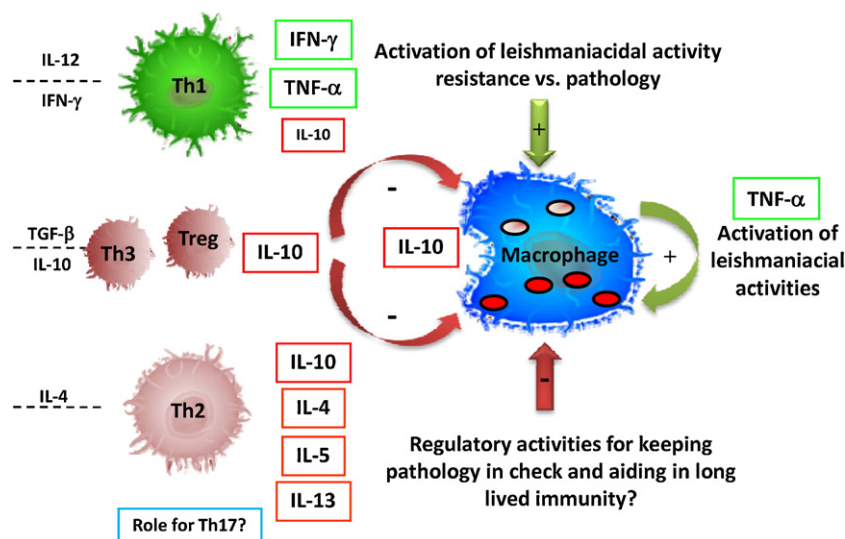 IL-12
IFN-γ
Th1
IFN-γ
TNF-α
IL-10
Activation of leishmaniacidal activity
resistance vs. pathology
+
TGF-β
IL-10
Th3
Treg
IL-10
-
-
IL-10
Macrophage
+
TNF-α
Activation of
leishmaniacial
activities
IL-4
Th2
IL-10
IL-4
IL-5
IL-13
-
Regulatory activities for keeping
pathology in check and aiding in long
lived immunity?
Role for Th17?